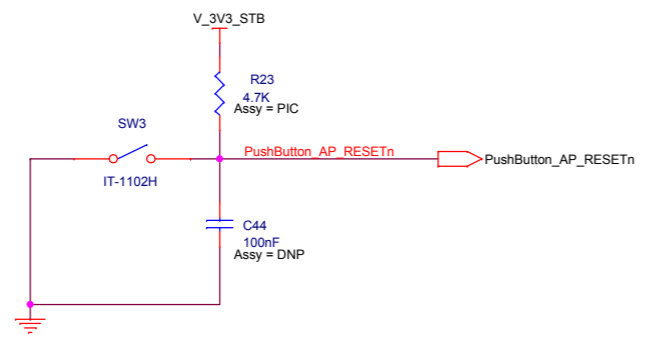 V_3V3_STB
R23
4.7K
Assy = PIC
SW3
IT-1102H
PushButton_AP_RESETn
PushButton_AP_RESETn
C44
100nF
Assy = DNP